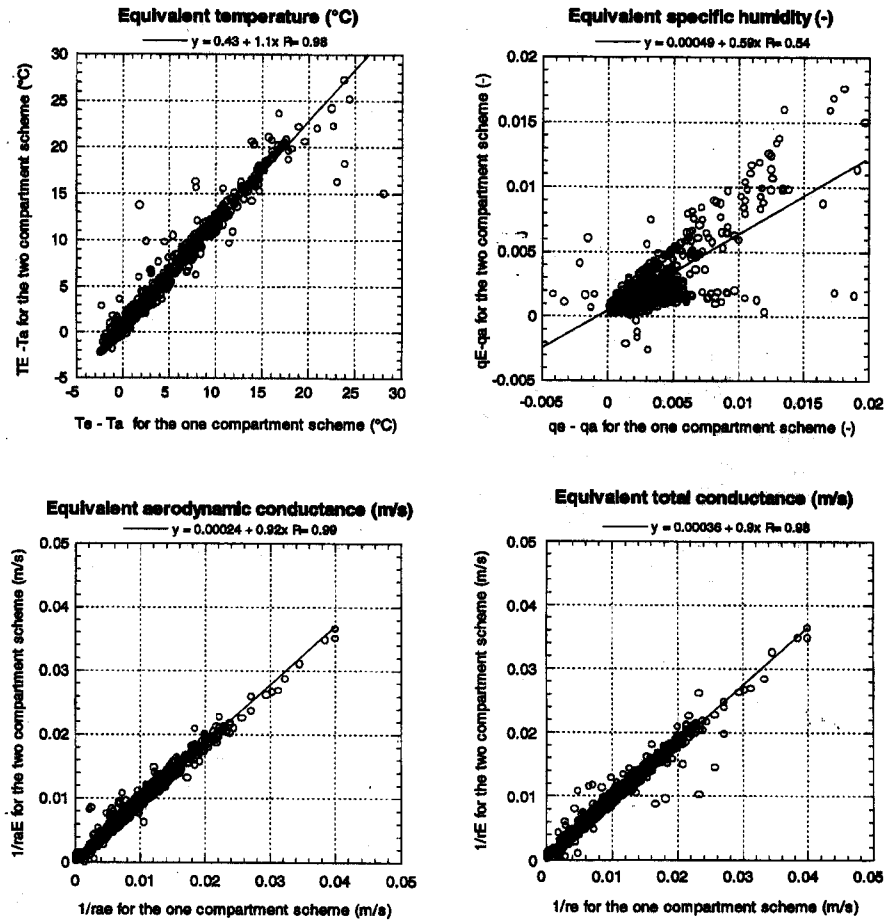 Equivalent temperature (°C)
y = 0.43 + 1.1x R= 0.98
30
25
20
15
10
5
0
-5
-5 0 5 10 15 20 25 30
TE -Ta for the two compartment scheme (°C)
Te - Ta for the one compartment scheme (°C)
Equivalent specific humidity (-)
y = 0.00049 + 0.59x R= 0.54
0.02
0.015
0.010
0.005
0
-0.005
-0.005 0 0.005 0.010 0.015 0.02
qE-qa for the two compartment scheme (-)
qe - qa for the one compartment scheme (-)
Equivalent aerodynamic conductance (m/s)
y = 0.00024 + 0.92x R= 0.99
0.05
0.04
0.03
0.02
0.01
0
0 0.01 0.02 0.03 0.04 0.05
1/raE for the two compartment scheme (m/s)
1/rae for the one compartment scheme (m/s)
Equivalent total conductance (m/s)
y = 0.00036 + 0.9x R= 0.98
0.05
0.04
0.03
0.02
0.01
0
0 0.01 0.02 0.03 0.04 0.05
1/rE for the two compartment scheme (m/s)
1/re for the one compartment scheme (m/s)